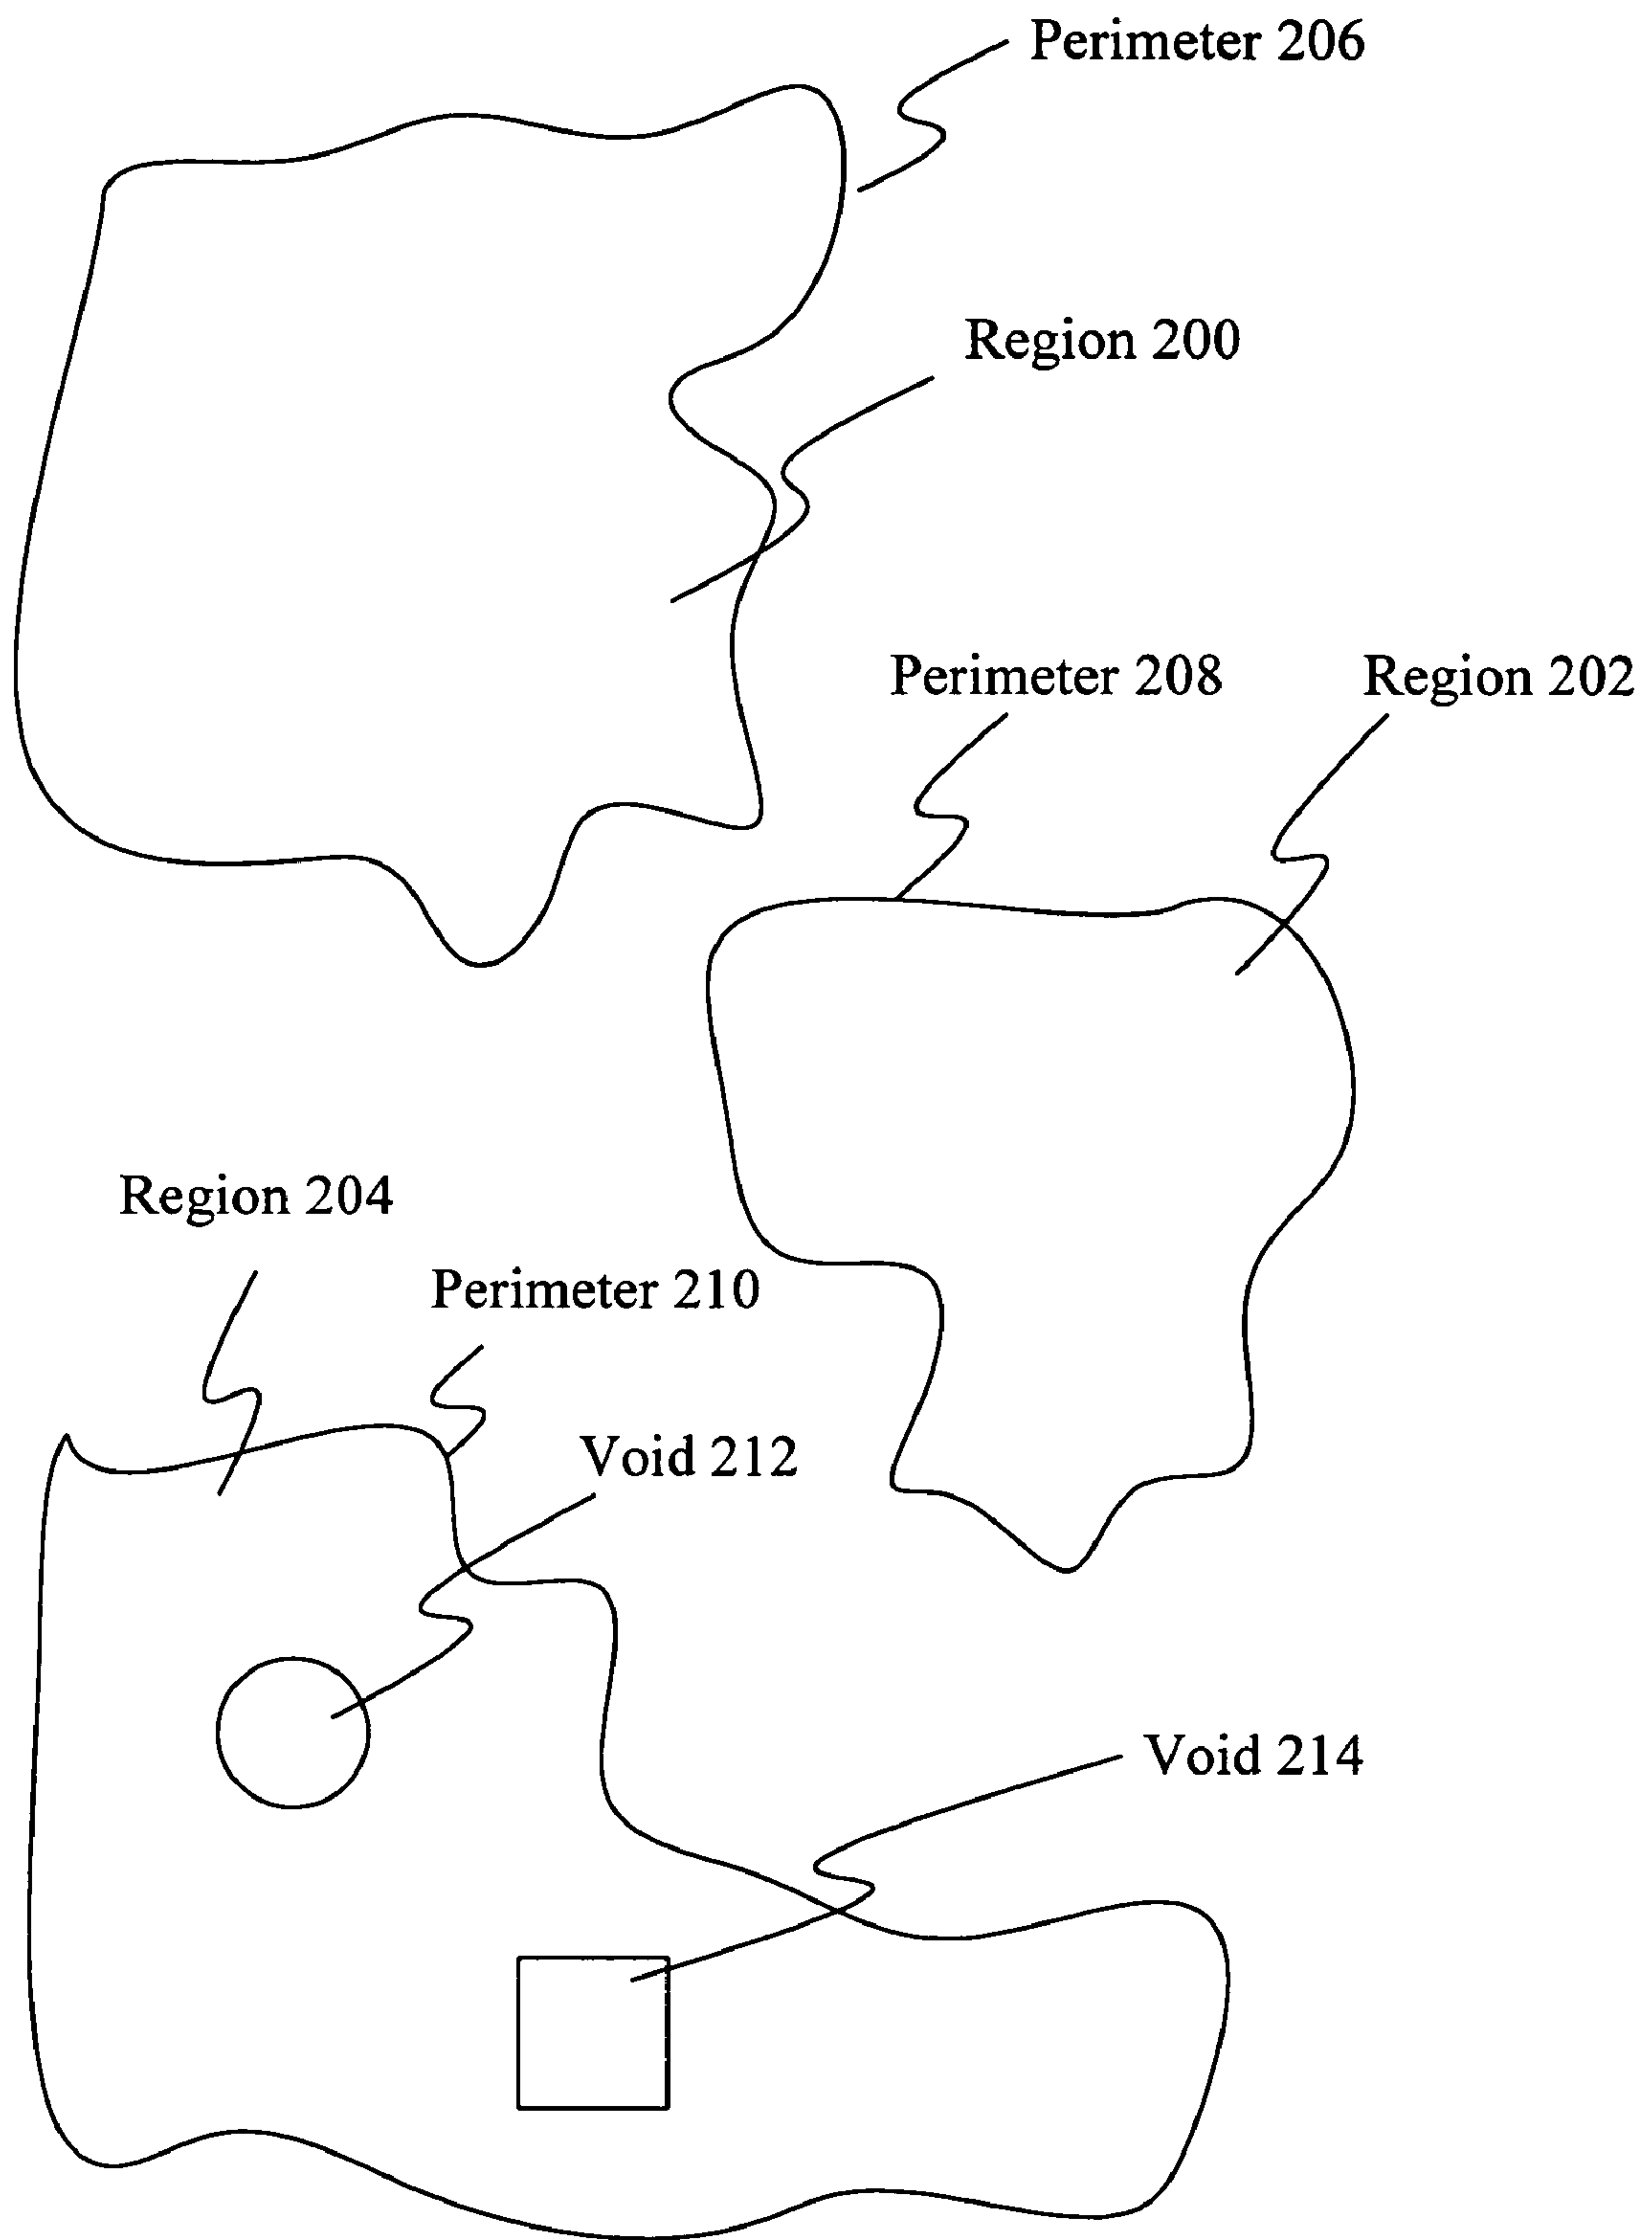 Perimeter 206
Region 200
Perimeter 208
Region 202
Region 204
Perimeter 210
Void 212
Void 214